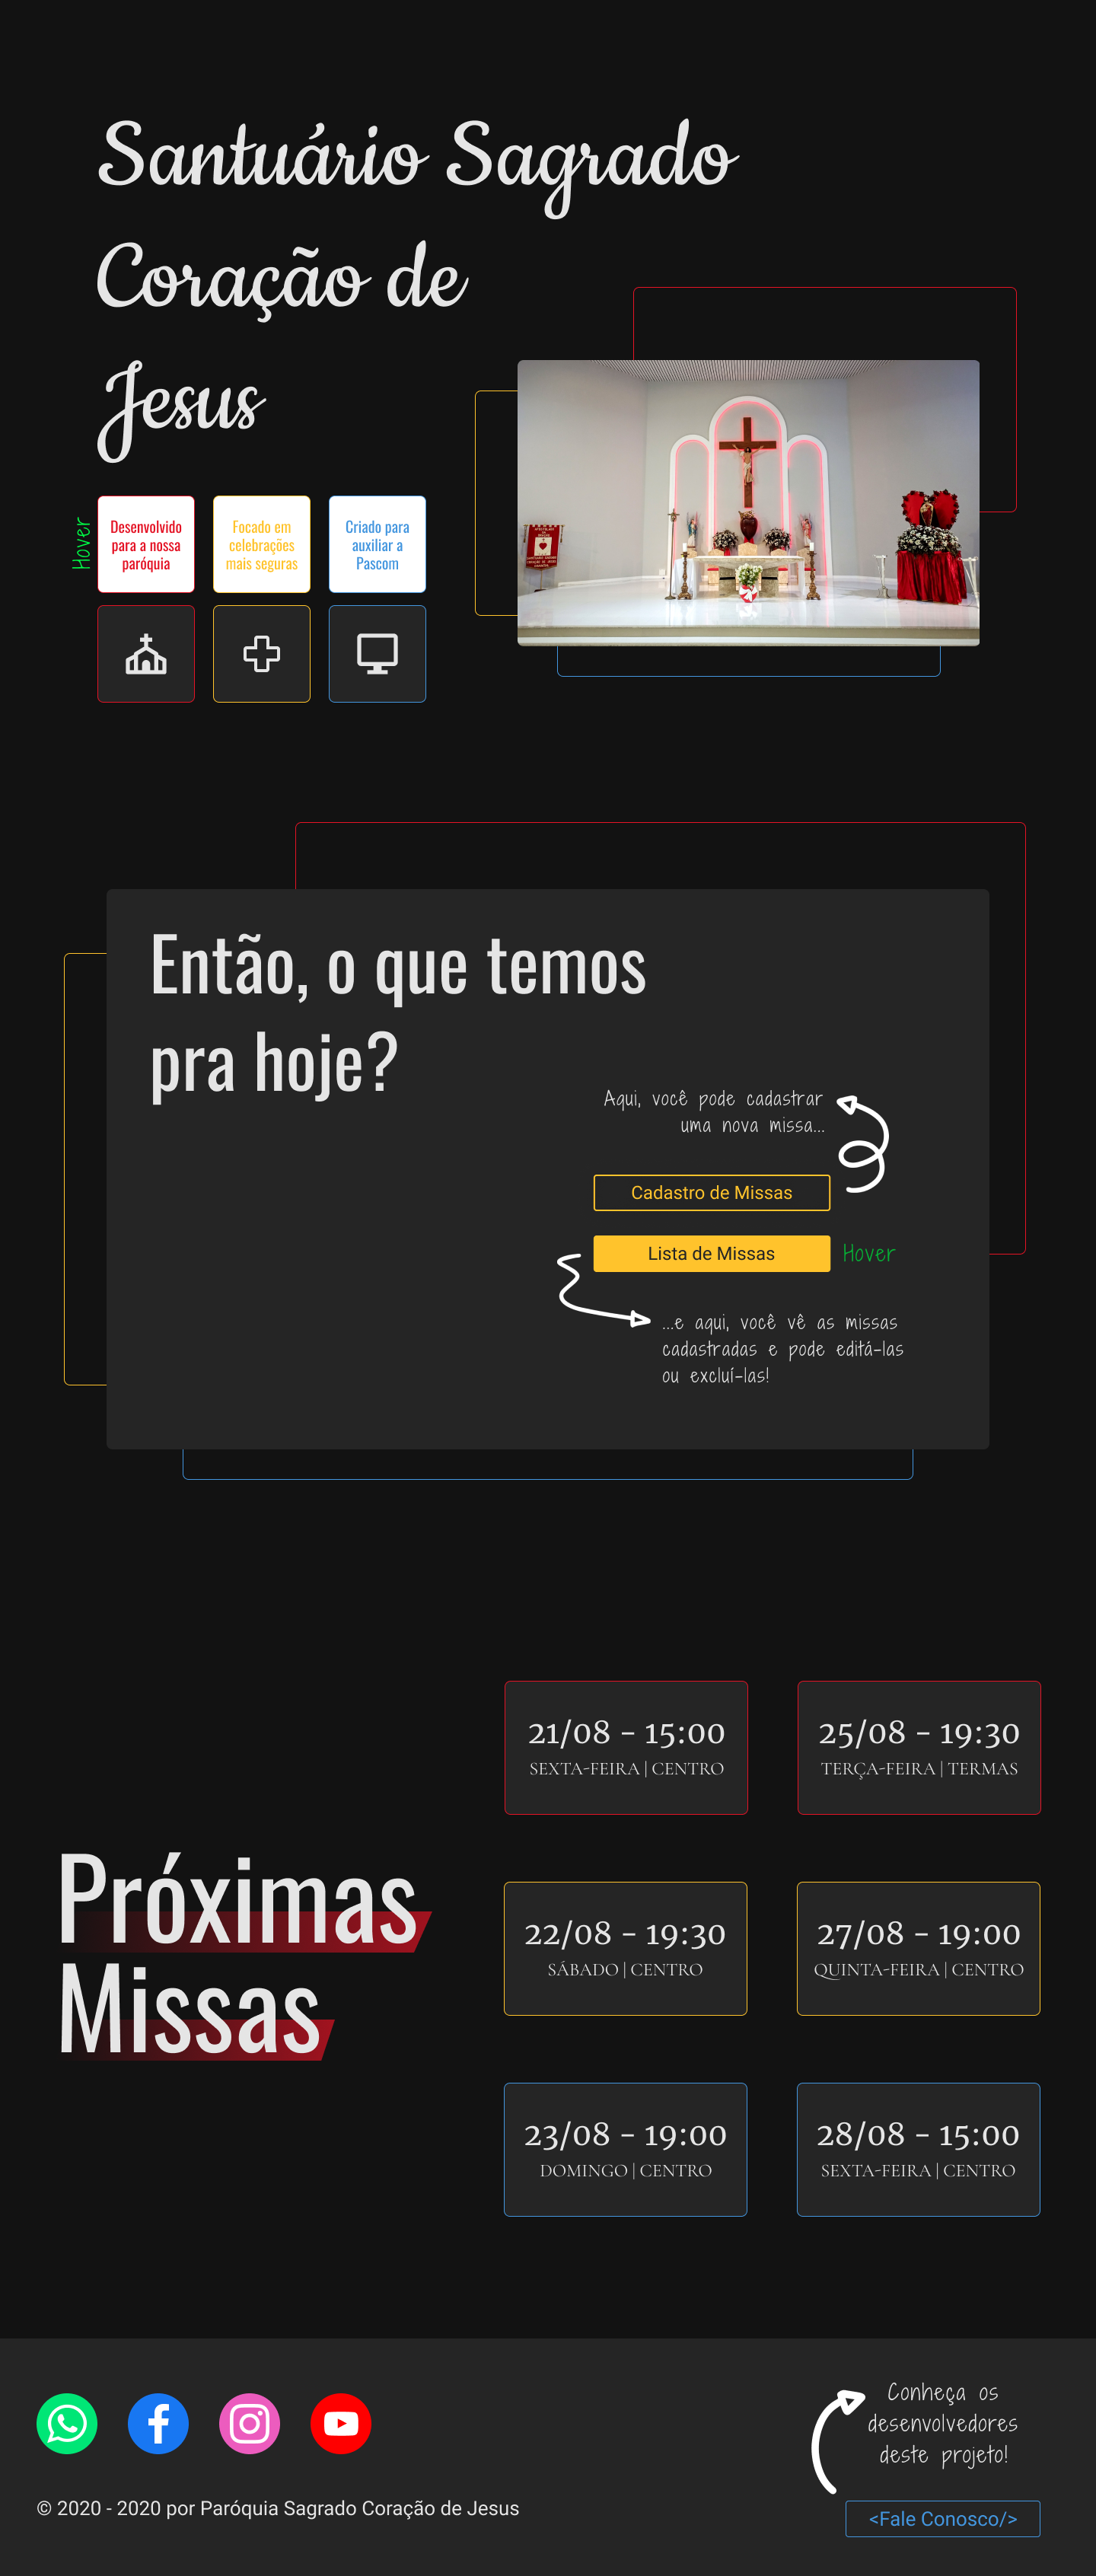 Santuário Sagrado
Coração de
Jesus
Hover
Desenvolvido
para a nossa
paróquia
Focado em
celebrações
mais seguras
Criado para
auxiliar a
Pascom
Então, o que temos
pra hoje?
Aqui, você pode cadastrar
uma nova missa...
Cadastro de Missas
Lista de Missas
Hover
...e aqui, você vê as missas
cadastradas e pode editá-las
ou excluí-las!
Próximas
Missas
21/08 - 15:00
SEXTA-FEIRA | CENTRO
25/08 - 19:30
TERÇA-FEIRA | TERMAS
22/08 - 19:30
SÁBADO | CENTRO
27/08 - 19:00
QUINTA-FEIRA | CENTRO
23/08 - 19:00
DOMINGO | CENTRO
28/08 - 15:00
SEXTA-FEIRA | CENTRO
© 2020 - 2020 por Paróquia Sagrado Coração de Jesus
Conheça os
desenvolvedores
deste projeto!
<Fale Conosco/>